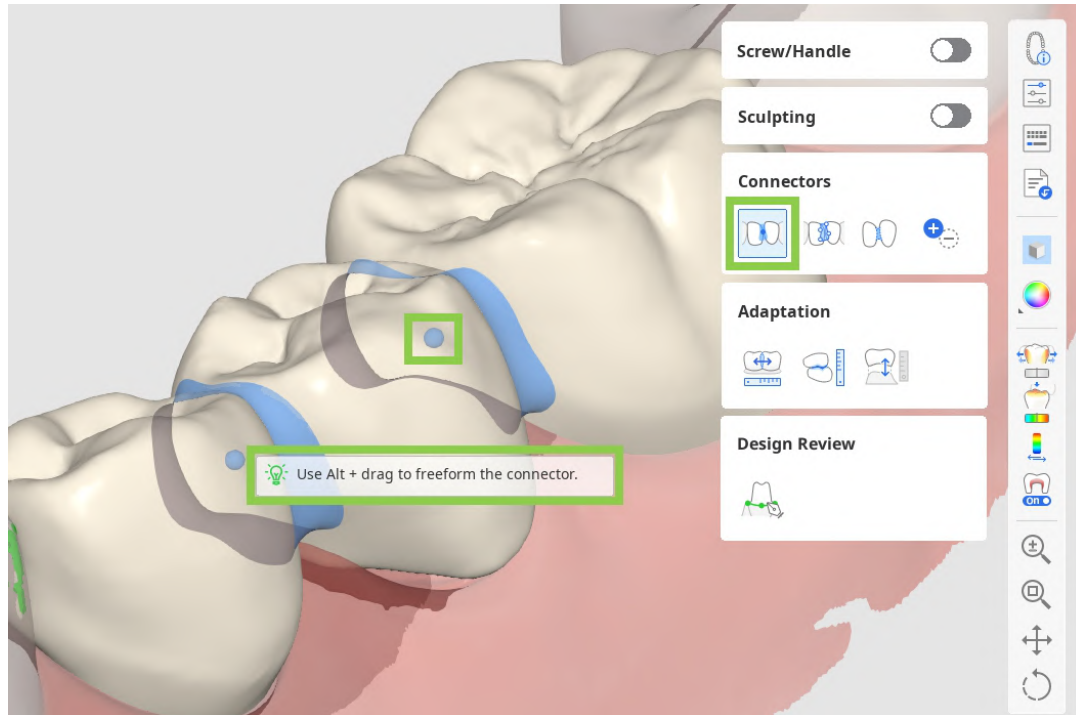 Screw/Handle
Sculpting
Connectors
Adaptation
Use Alt + drag to freeform the connector.
Design Review
on